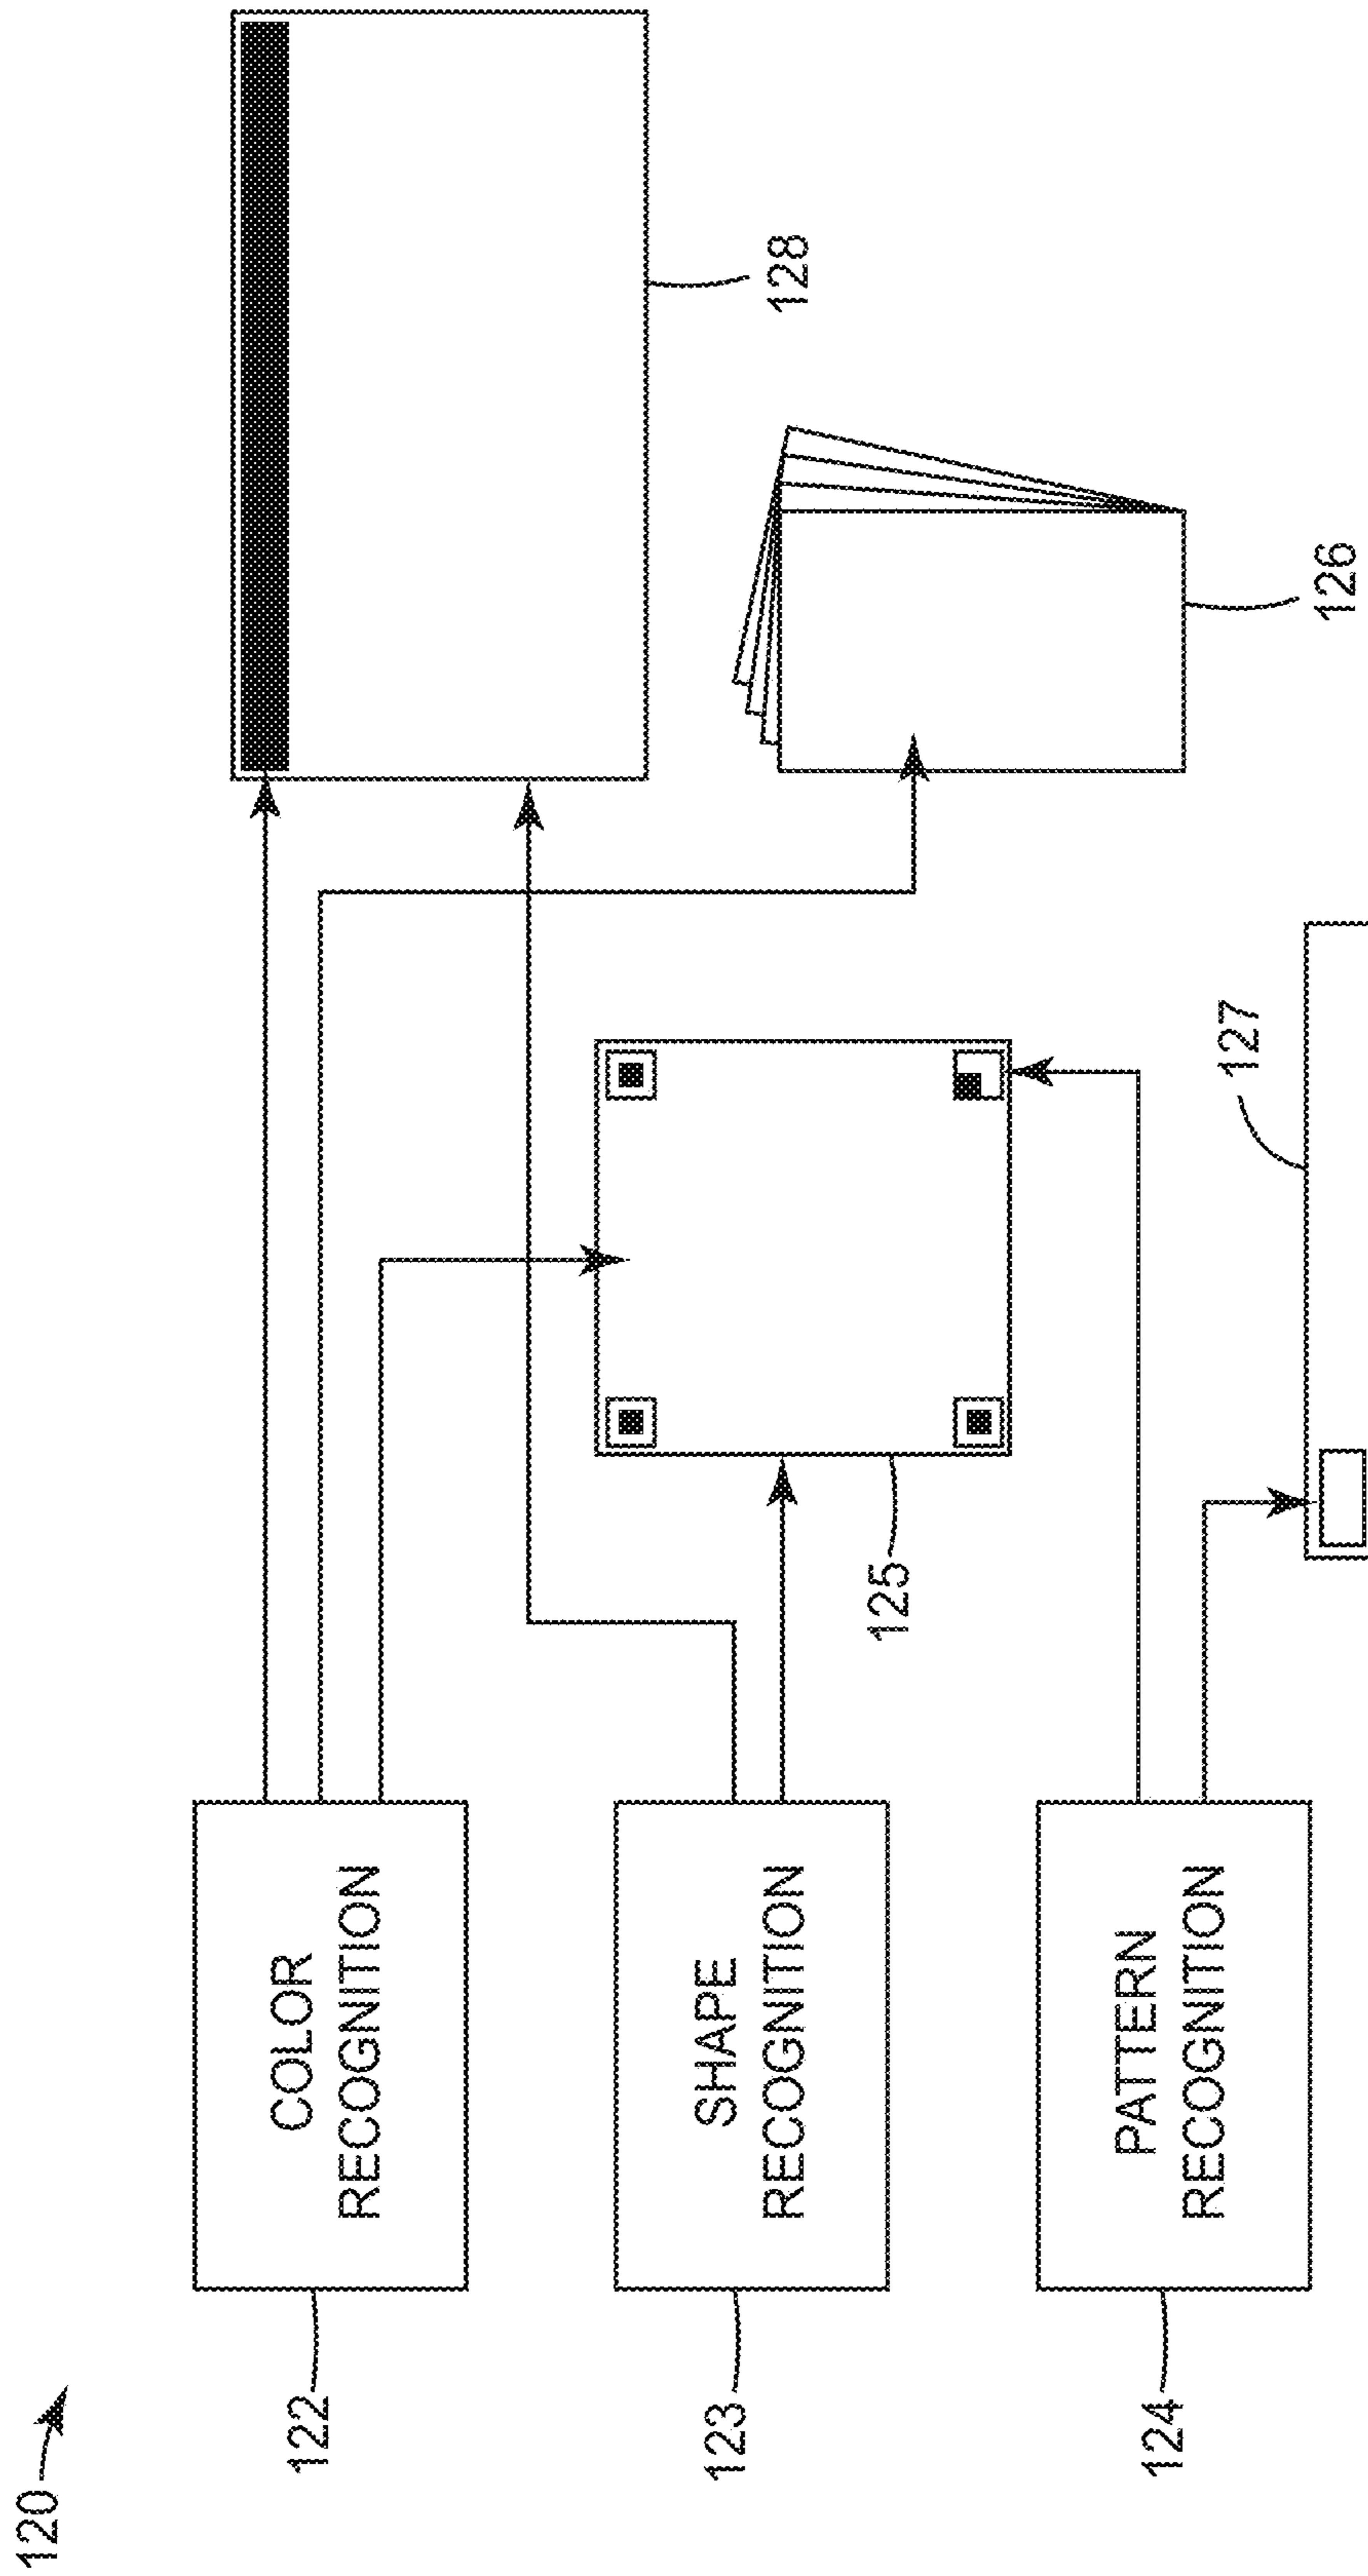 120
122
COLOR
RECOGNITION
128
123
SHAPE
RECOGNITION
125
126
124
PATTERN
RECOGNITION
127